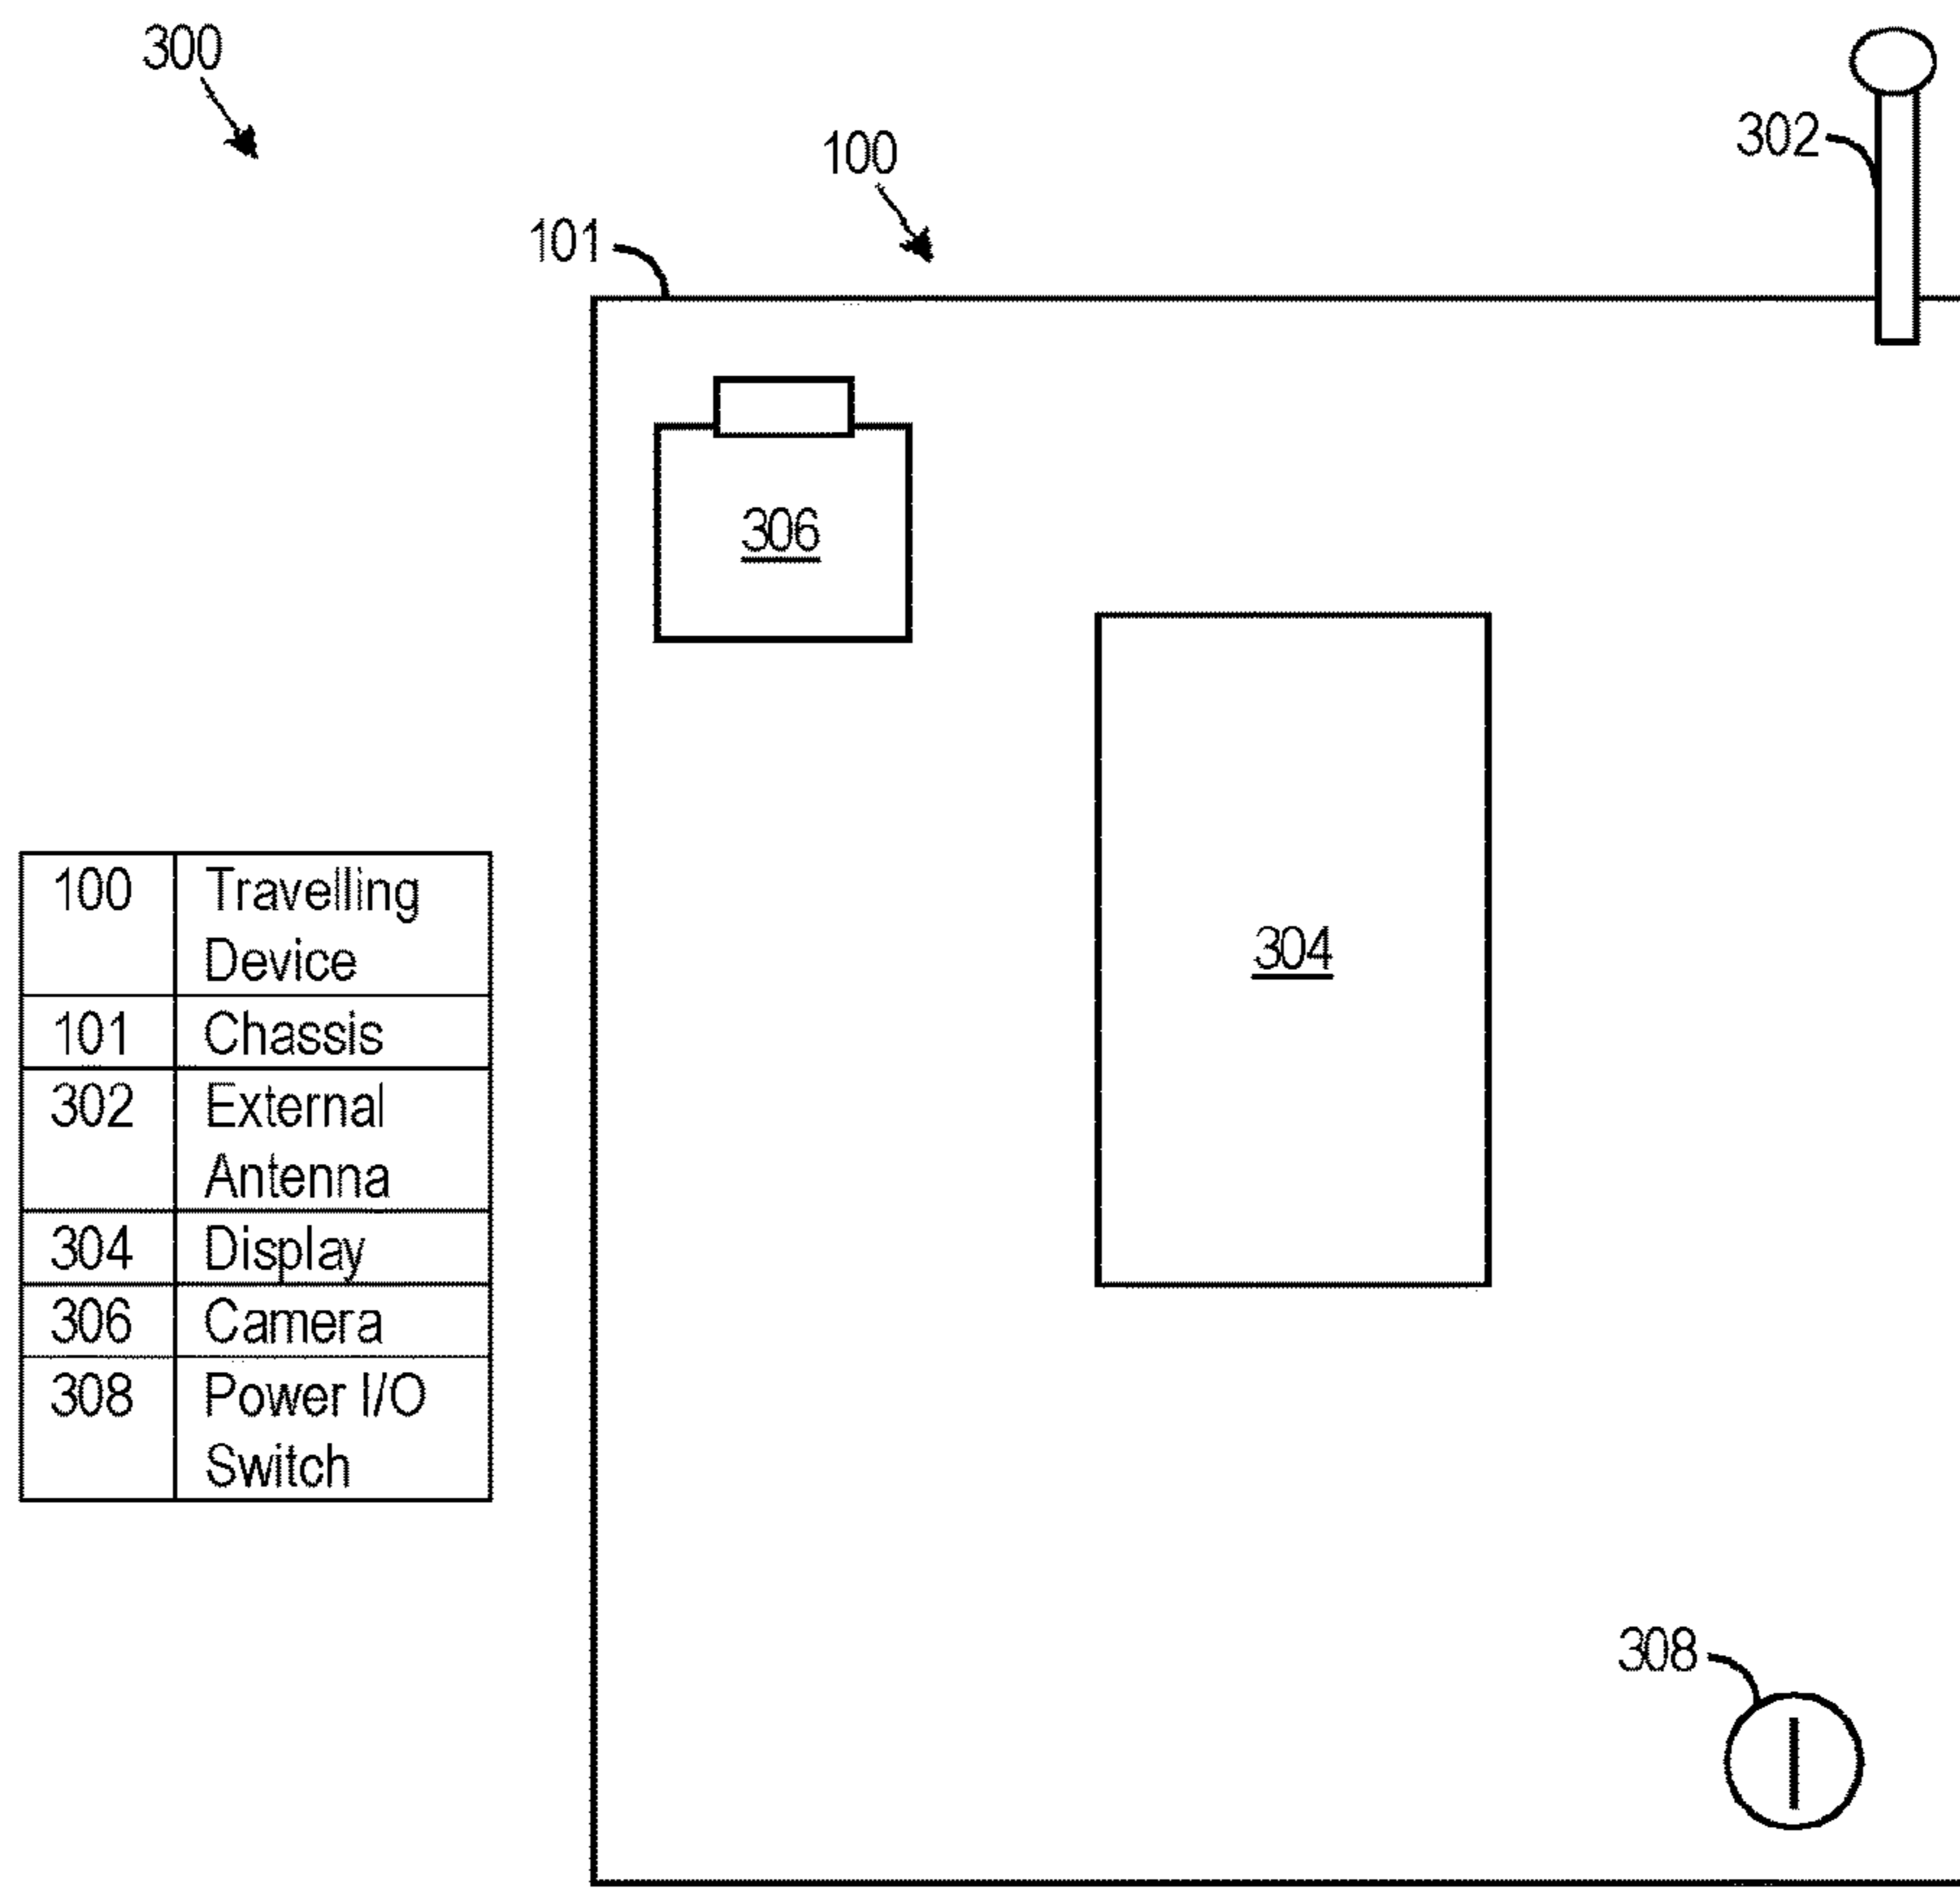 300
100
302
101
306
304
100 Travelling
Device
101 Chassis
302 External
Antenna
304 Display
306 Camera
308 Power I/O
Switch
308